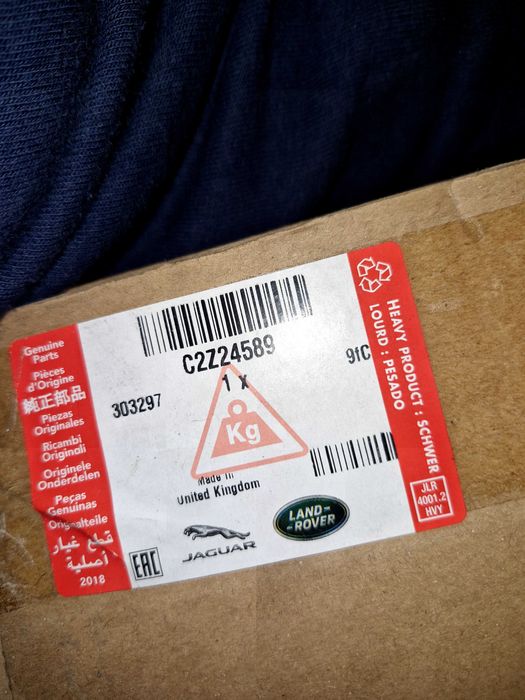 Genuine
Parts
Pièces
d'Origine
純正部品
Piezas
Originales
Ricambi
Originali
Originele
Onderdelen
Peças
Genuinas
Originalteile
قطع غيار
أصلية
2018
C2Z24589
1 x
9fC
303297
Kg
Made in
United Kingdom
EAC
JAGUAR
LAND-
-ROVER
HEAVY PRODUCT : SCHWER
LOURD : PESADO
JLR
4001.2
HVY